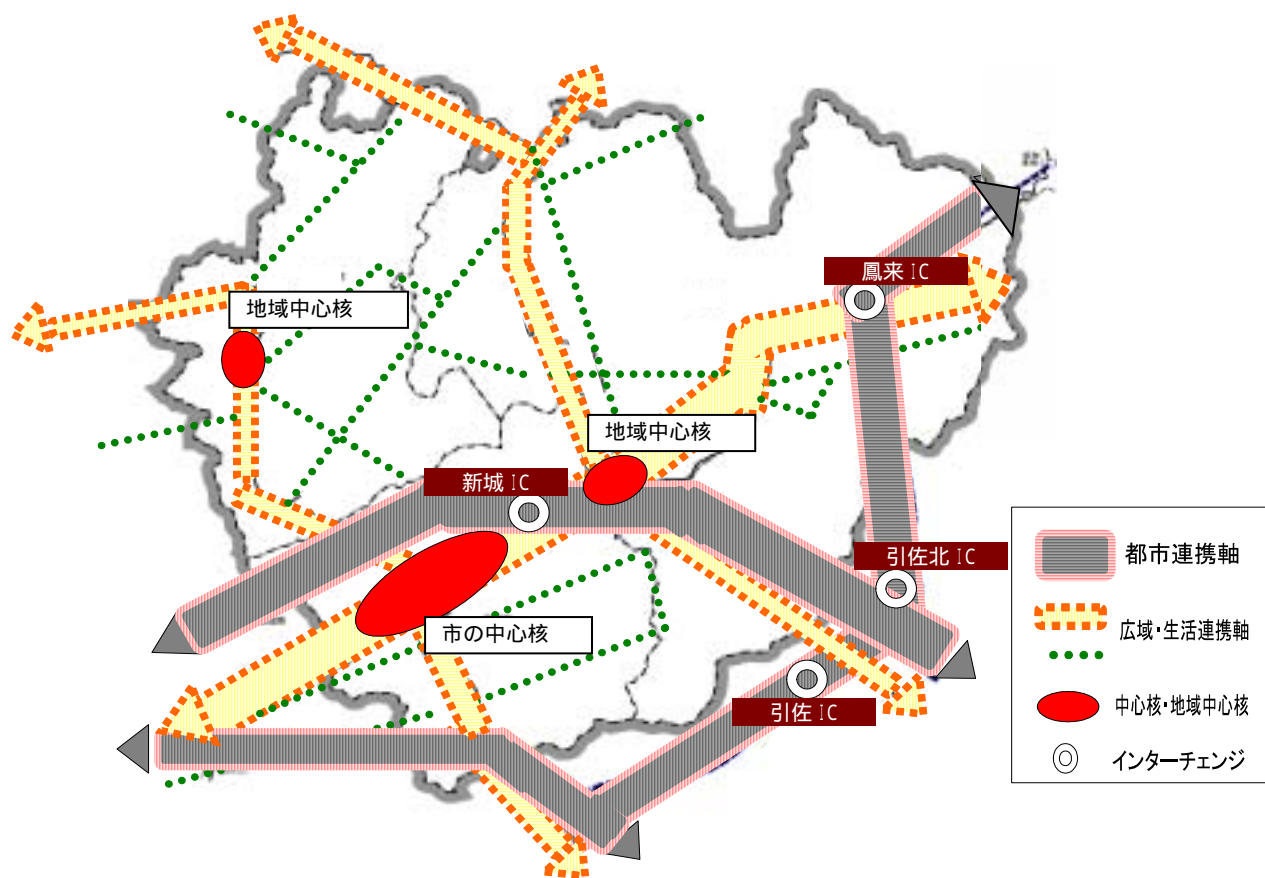 鳳来 IC
地域中心核
地域中心核
新城 IC
引佐北 IC
市の中心核
引佐 IC
都市連携軸
広域・生活連携軸
中心核・地域中心核
インターチェンジ